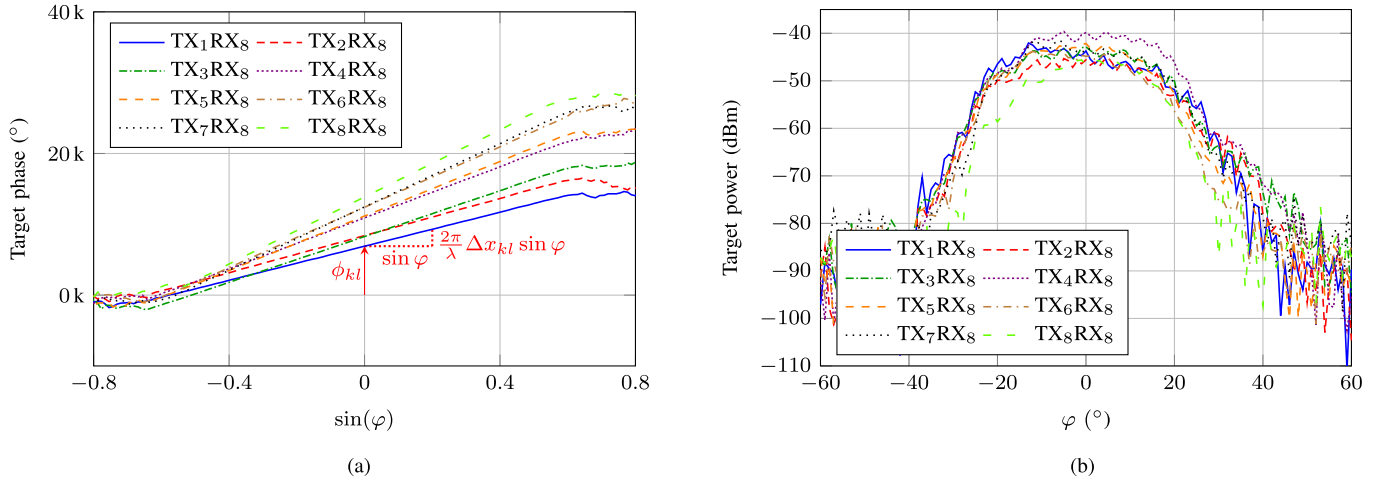 40 k
20 k
0 k
Target phase (°)
TX₁RX₈ TX₂RX₈
TX₃RX₈ TX₄RX₈
TX₅RX₈ TX₆RX₈
TX₇RX₈ TX₈RX₈
ϕₖₗ
sin φ
2π/λ Δxₖₗ sin φ
−0.8 −0.4 0 0.4 0.8
sin(φ)
(a)
−40
−50
−60
−70
−80
−90
−100
−110
Target power (dBm)
TX₁RX₈ TX₂RX₈
TX₃RX₈ TX₄RX₈
TX₅RX₈ TX₆RX₈
TX₇RX₈ TX₈RX₈
−60 −40 −20 0 20 40 60
φ (°)
(b)